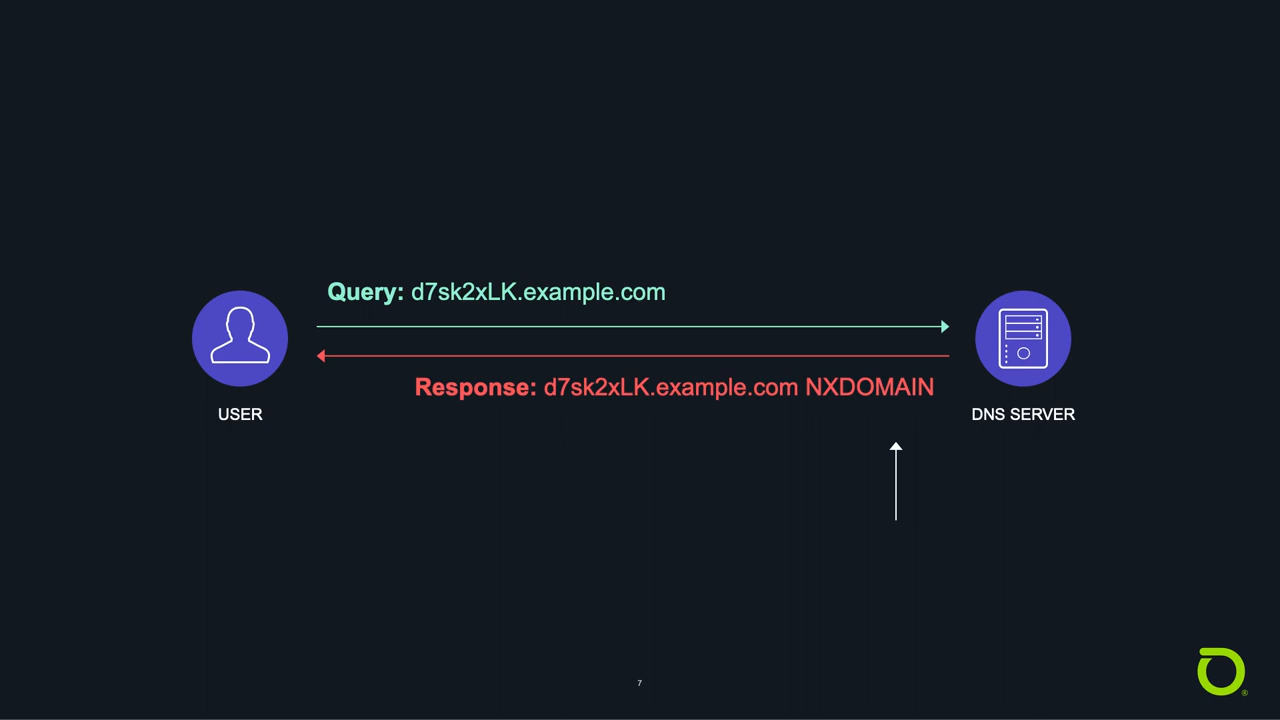 Query: d7sk2xLK.example.com
Response: d7sk2xLK.example.com NXDOMAIN
USER
DNS SERVER
7
®